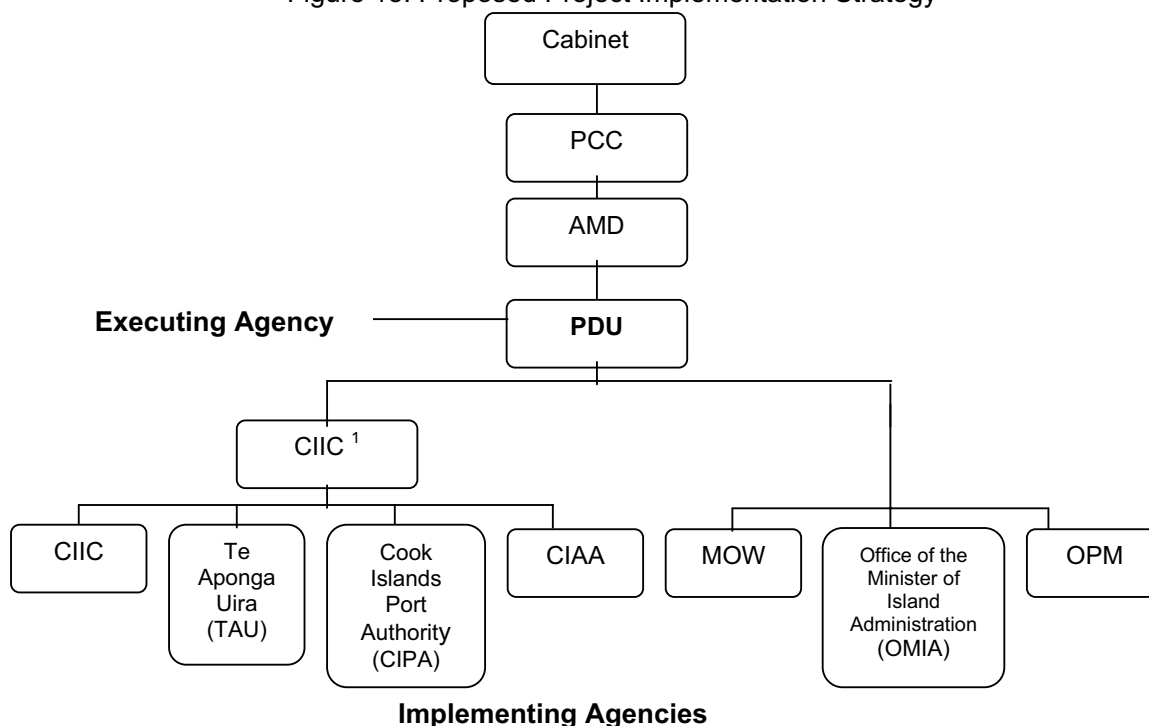 Figure 18: Proposed Project Implementation Strategy
Cabinet
PCC
AMD
Executing Agency
PDU
CIIC 1
CIIC
Te
Aponga
Uira
(TAU)
Cook
Islands
Port
Authority
(CIPA)
CIAA
MOW
Office of the
Minister of
Island
Administration
(OMIA)
OPM
Implementing Agencies